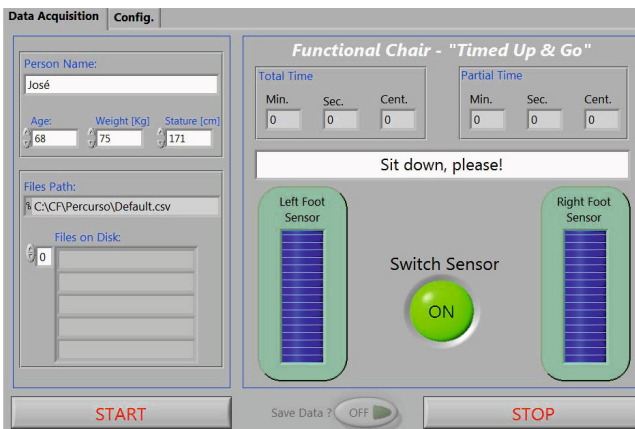 Data Acquisition
Config.
Person Name:
José
Age:
Weight [Kg]
Stature [cm]
68
75
171
Files Path:
C:\CF\Percurso\Default.csv
Files on Disk:
0
Functional Chair - "Timed Up & Go"
Total Time
Min.
Sec.
Cent.
0
0
0
Partial Time
Min.
Sec.
Cent.
0
0
0
Sit down, please!
Left Foot
Sensor
Switch Sensor
ON
Right Foot
Sensor
START
Save Data ?
OFF
STOP